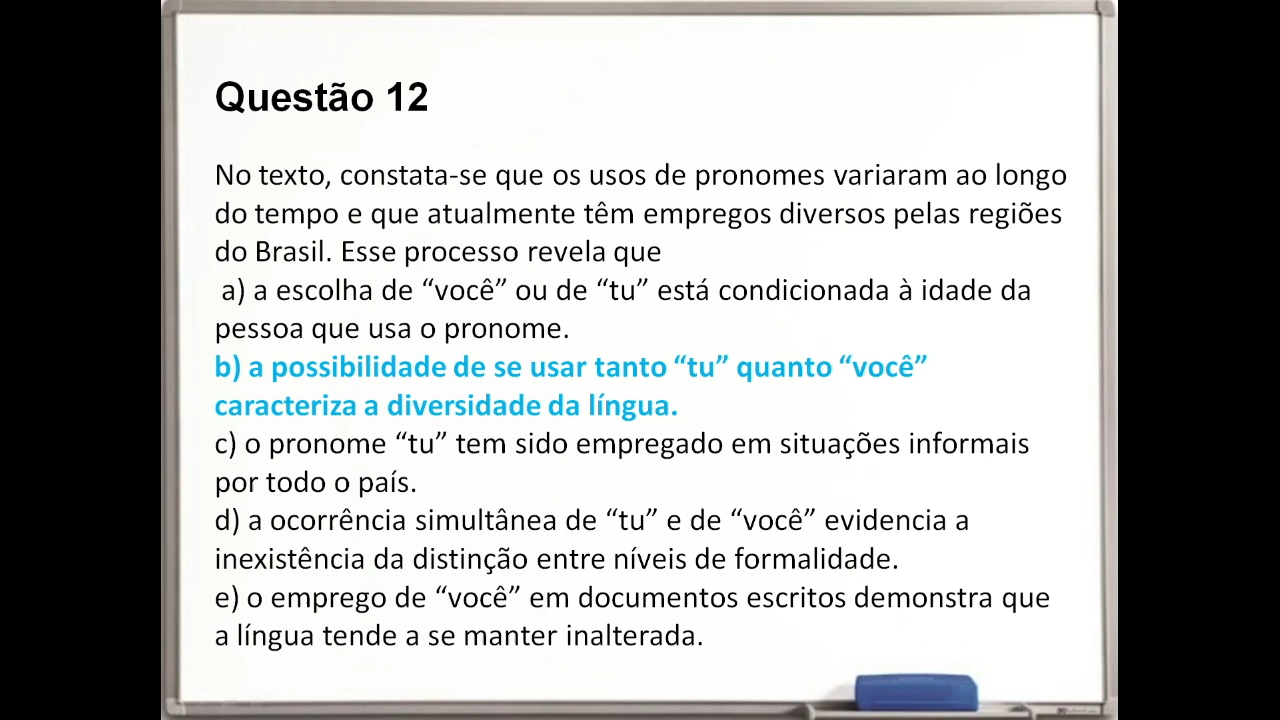 Questão 12
No texto, constata-se que os usos de pronomes variaram ao longo
do tempo e que atualmente têm empregos diversos pelas regiões
do Brasil. Esse processo revela que
a) a escolha de “você” ou de “tu” está condicionada à idade da
pessoa que usa o pronome.
b) a possibilidade de se usar tanto “tu” quanto “você”
caracteriza a diversidade da língua.
c) o pronome “tu” tem sido empregado em situações informais
por todo o país.
d) a ocorrência simultânea de “tu” e de “você” evidencia a
inexistência da distinção entre níveis de formalidade.
e) o emprego de “você” em documentos escritos demonstra que
a língua tende a se manter inalterada.